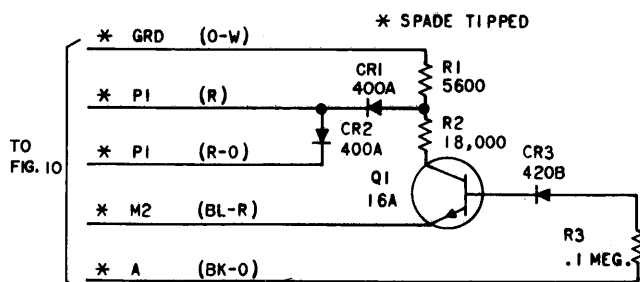 * SPADE TIPPED
* GRD (O-W)
CR1
400A
R1
5600
* P1 (R)
CR2
400A
R2
18,000
TO
FIG. 10
* P1 (R-O)
CR3
420B
Q1
16A
* M2 (BL-R)
R3
.1 MEG.
* A (BK-O)